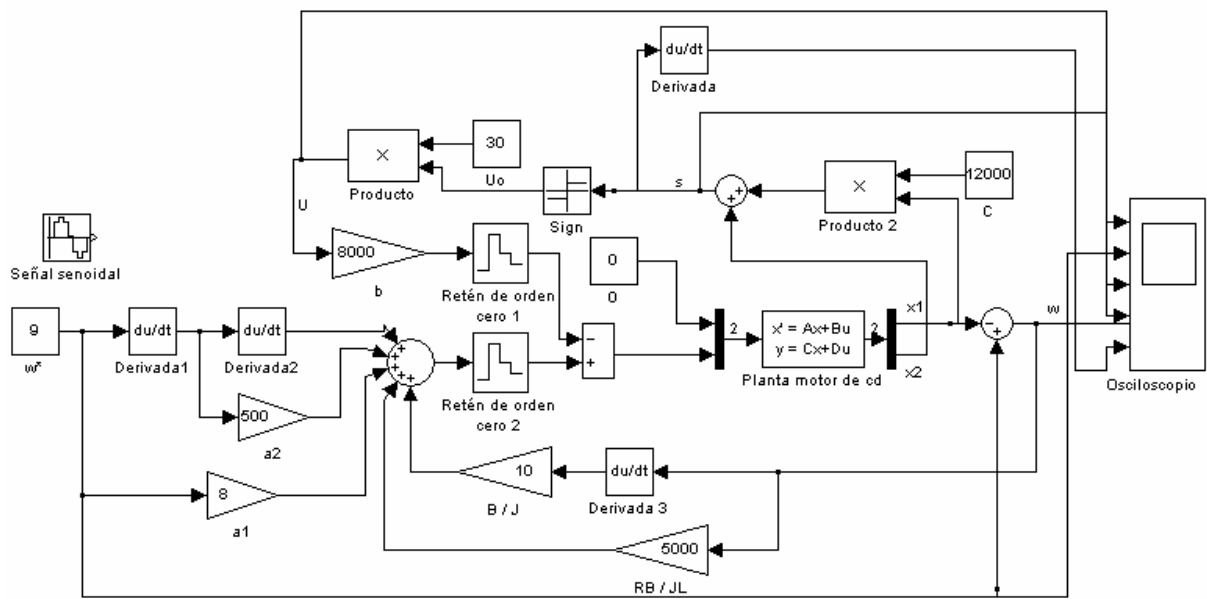 du/dt
Derivada
30
Uo
×
Producto
U
Sign
s
+
+
×
Producto 2
12000
C
Señal senoidal
8000
b
Retén de orden
cero 1
0
0
9
w*
du/dt
Derivada1
du/dt
Derivada2
+
+
+
+
+
Retén de orden
cero 2
−
+
2
x' = Ax+Bu
y = Cx+Du
Planta motor de cd
2
x1
x2
-
+
w
Osciloscopio
500
a2
8
a1
10
B / J
du/dt
Derivada 3
5000
RB / JL